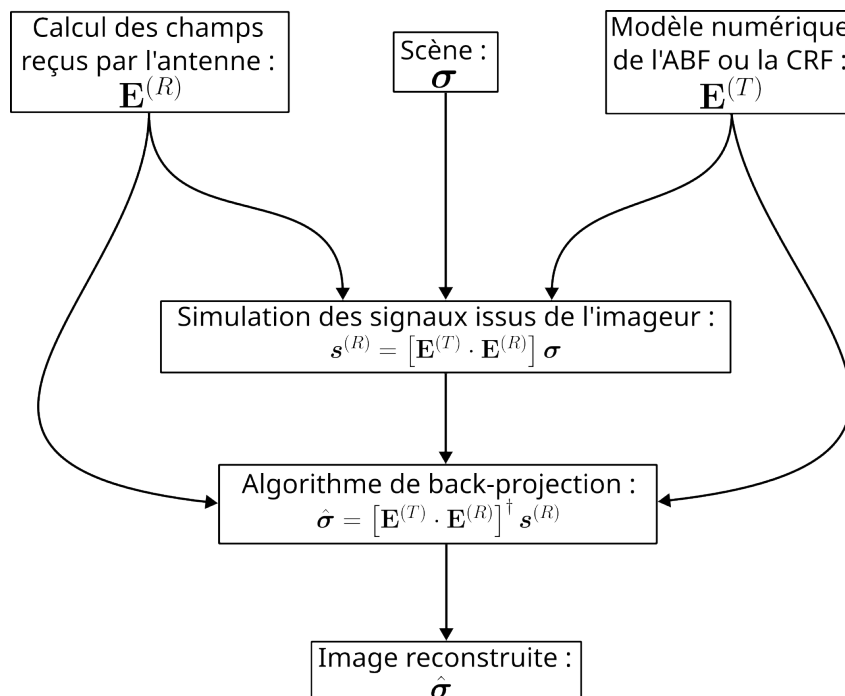 Calcul des champs
reçus par l'antenne :
𝐄^(R)
Scène :
𝝈
Modèle numérique
de l'ABF ou la CRF :
𝐄^(T)
Simulation des signaux issus de l'imageur :
𝒔^(R) = [𝐄^(T) · 𝐄^(R)] 𝝈
Algorithme de back-projection :
𝝈̂ = [𝐄^(T) · 𝐄^(R)]^† 𝒔^(R)
Image reconstruite :
𝝈̂